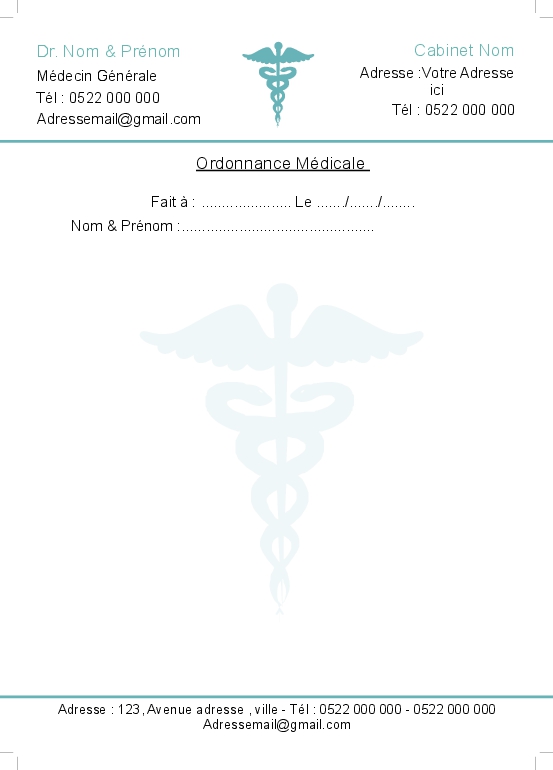 Dr. Nom & Prénom
Médecin Générale
Tél : 0522 000 000
Adressemail@gmail.com
Cabinet Nom
Adresse :Votre Adresse
ici
Tél : 0522 000 000
Ordonnance Médicale
Fait à : ...................... Le ......./......./........
Nom & Prénom :...............................................
Adresse : 123, Avenue adresse , ville - Tél : 0522 000 000 - 0522 000 000
Adressemail@gmail.com